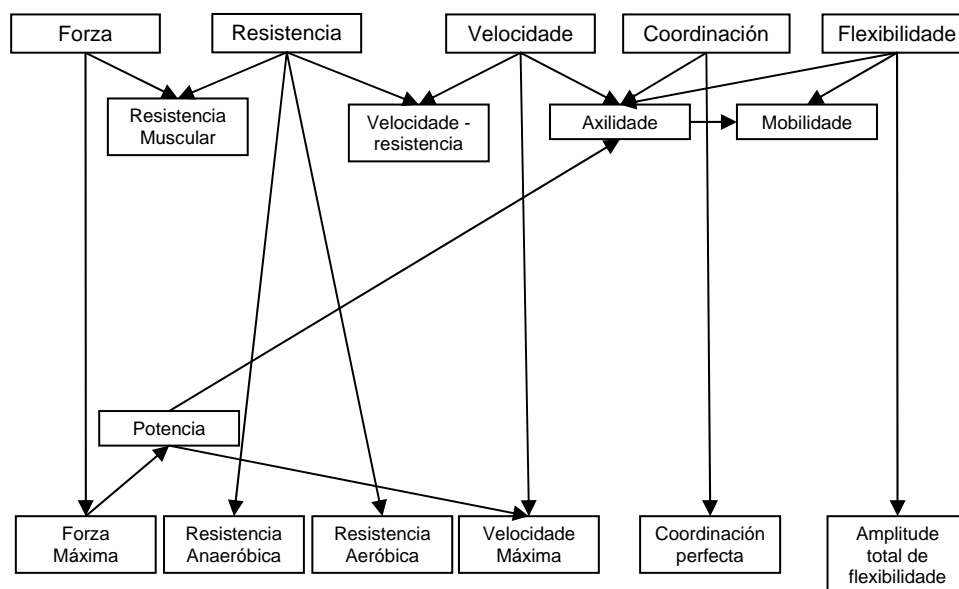 Forza
Resistencia
Velocidade
Coordinación
Flexibilidade
Resistencia
Muscular
Velocidade -
resistencia
Axilidade
Mobilidade
Potencia
Forza
Máxima
Resistencia
Anaeróbica
Resistencia
Aeróbica
Velocidade
Máxima
Coordinación
perfecta
Amplitude
total de
flexibilidade